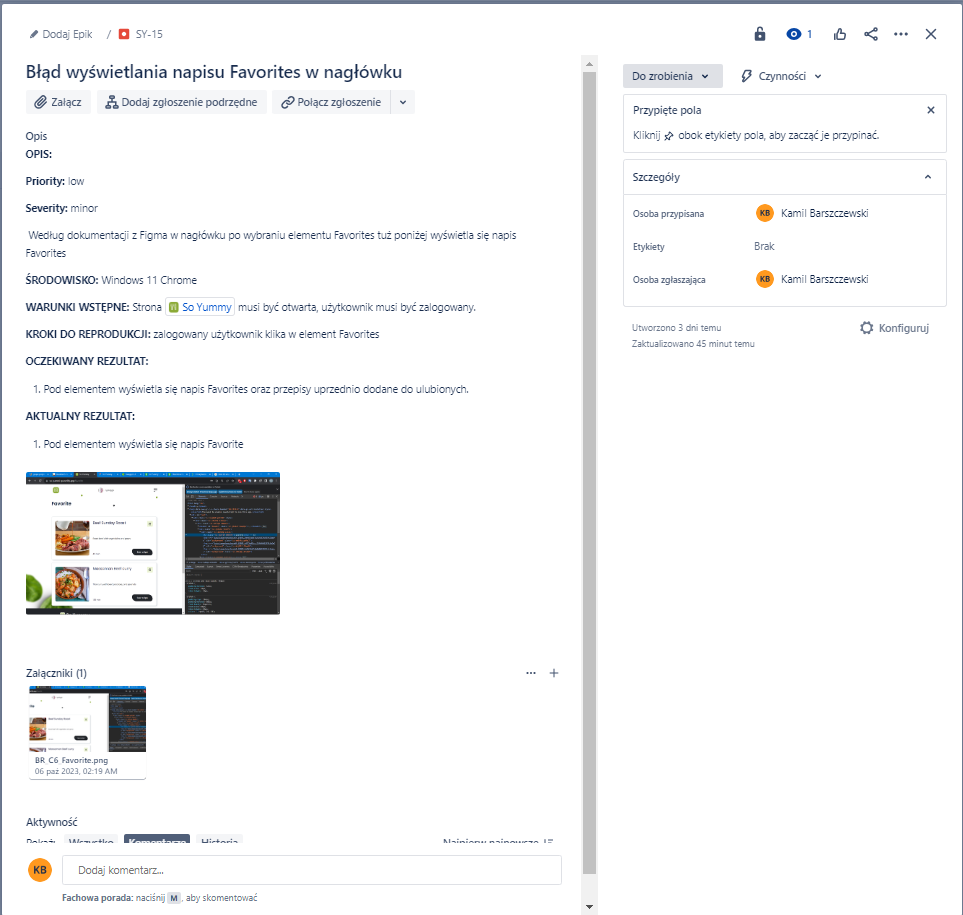 Dodaj Epik / SY-15
1
Błąd wyświetlania napisu Favorites w nagłówku
Załącz
Dodaj zgłoszenie podrzędne
Połącz zgłoszenie
Opis
OPIS:
Priority: low
Severity: minor
Według dokumentacji z Figma w nagłówku po wybraniu elementu Favorites tuż poniżej wyświetla się napis
Favorites
ŚRODOWISKO: Windows 11 Chrome
WARUNKI WSTĘPNE: Strona So Yummy musi być otwarta, użytkownik musi być zalogowany.
KROKI DO REPRODUKCJI: zalogowany użytkownik klika w element Favorites
OCZEKIWANY REZULTAT:
1. Pod elementem wyświetla się napis Favorites oraz przepisy uprzednio dodane do ulubionych.
AKTUALNY REZULTAT:
1. Pod elementem wyświetla się napis Favorite
Favorite
Załączniki (1)
BR_C6_Favorite.png
06 paź 2023, 02:19 AM
Aktywność
Pokaż: Wszystko Komentarze Historia Najpierw najnowsze
KB
Dodaj komentarz...
Fachowa porada: naciśnij M, aby skomentować
Do zrobienia
Czynności
Przypięte pola
Kliknij obok etykiety pola, aby zacząć je przypinać.
Szczegóły
Osoba przypisana
KB Kamil Barszczewski
Etykiety
Brak
Osoba zgłaszająca
KB Kamil Barszczewski
Utworzono 3 dni temu
Zaktualizowano 45 minut temu
Konfiguruj